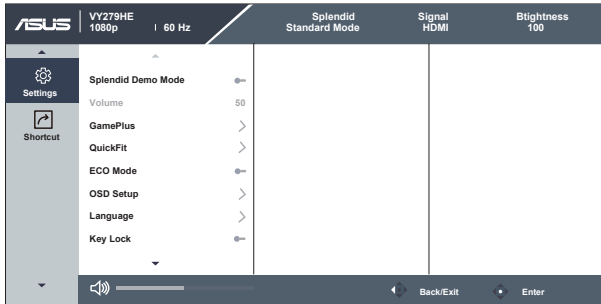 ASUS
VY279HE
1080p 60 Hz
Splendid
Standard Mode
Signal
HDMI
Btightness
100
Settings
Shortcut
Splendid Demo Mode
Volume 50
GamePlus
QuickFit
ECO Mode
OSD Setup
Language
Key Lock
Back/Exit
Enter